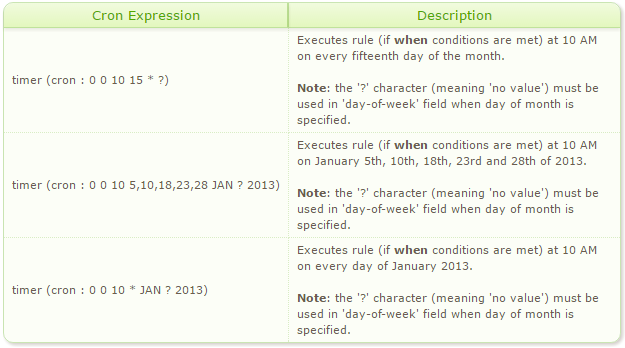 Cron Expression
Description
timer (cron : 0 0 10 15 * ?)
Executes rule (if when conditions are met) at 10 AM
on every fifteenth day of the month.
Note: the '?' character (meaning 'no value') must be
used in 'day-of-week' field when day of month is
specified.
timer (cron : 0 0 10 5,10,18,23,28 JAN ? 2013)
Executes rule (if when conditions are met) at 10 AM
on January 5th, 10th, 18th, 23rd and 28th of 2013.
Note: the '?' character (meaning 'no value') must be
used in 'day-of-week' field when day of month is
specified.
timer (cron : 0 0 10 * JAN ? 2013)
Executes rule (if when conditions are met) at 10 AM
on every day of January 2013.
Note: the '?' character (meaning 'no value') must be
used in 'day-of-week' field when day of month is
specified.